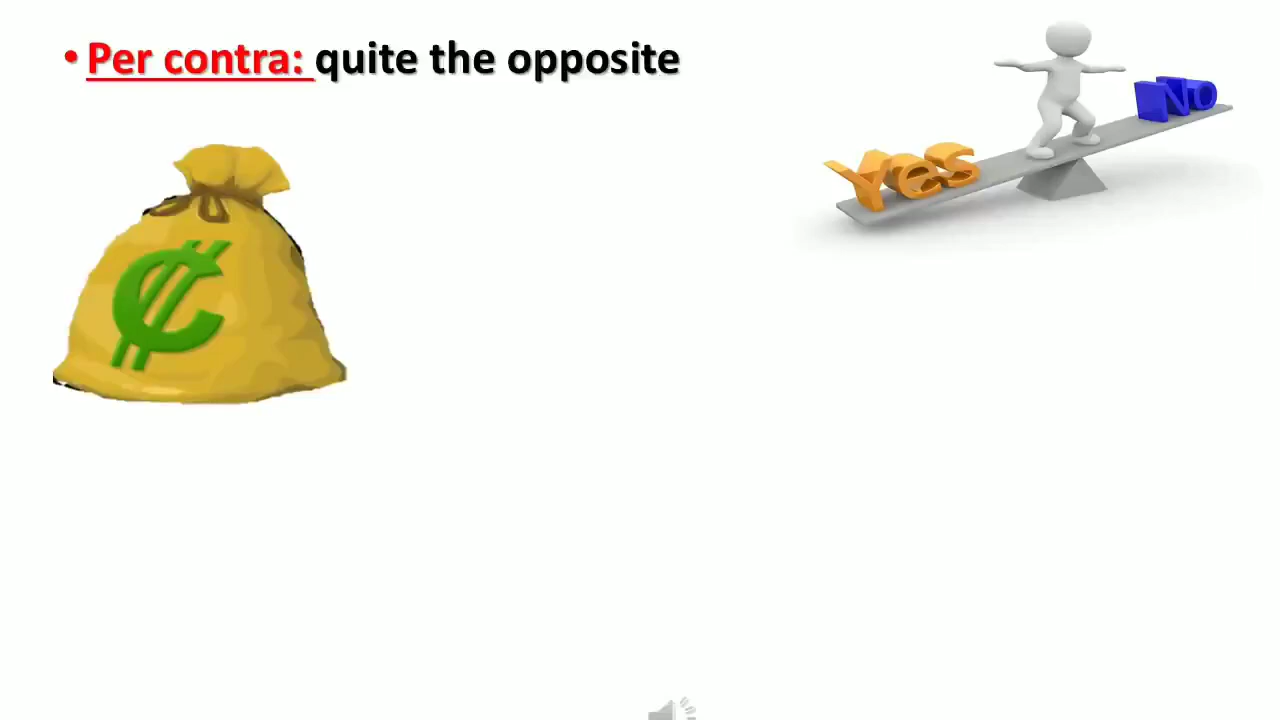 • Per contra: quite the opposite
Yes
No
₵